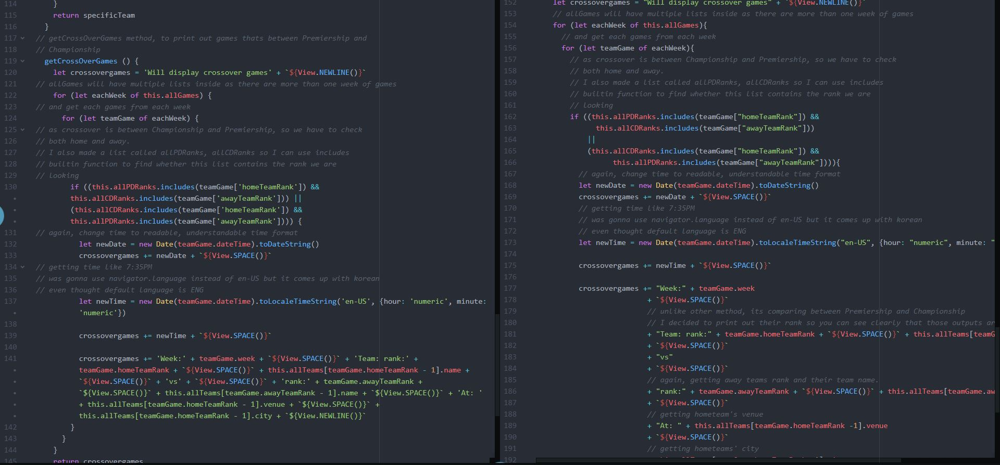 114 }
115 return specificTeam
116 }
117 // getCrossOverGames method, to print out games thats between Premiership and
118 // Championship
119 getCrossOverGames () {
120 let crossovergames = 'Will display crossover games' + `${View.NEWLINE()}`
121 // allGames will have multiple lists inside as there are more than one week of games
122 for (let eachWeek of this.allGames) {
123 // and get each games from each week
124 for (let teamGame of eachWeek) {
125 // as crossover is between Championship and Premiership, so we have to check
126 // both home and away.
127 // I also made a list called allPDRanks, allCDRanks so I can use includes
128 // builtin function to find whether this list contains the rank we are
129 // looking
130 if ((this.allPDRanks.includes(teamGame['homeTeamRank']) &&
• this.allCDRanks.includes(teamGame['awayTeamRank'])) ||
• (this.allCDRanks.includes(teamGame['homeTeamRank']) &&
• this.allPDRanks.includes(teamGame['awayTeamRank']))) {
131 // again, change time to readable, understandable time format
132 let newDate = new Date(teamGame.dateTime).toDateString()
133 crossovergames += newDate + `${View.SPACE()}`
134 // getting time like 7:35PM
135 // was gonna use navigator.language instead of en-US but it comes up with korean
136 // even thought default language is ENG
137 let newTime = new Date(teamGame.dateTime).toLocaleTimeString('en-US', {hour: 'numeric', minute:
• 'numeric'})
138
139 crossovergames += newTime + `${View.SPACE()}`
140
141 crossovergames += 'Week:' + teamGame.week + `${View.SPACE()}` + 'Team: rank:' +
• teamGame.homeTeamRank + `${View.SPACE()}` + this.allTeams[teamGame.homeTeamRank - 1].name +
• `${View.SPACE()}` + 'vs' + `${View.SPACE()}` + 'rank:' + teamGame.awayTeamRank +
• `${View.SPACE()}` + this.allTeams[teamGame.awayTeamRank - 1].name + `${View.SPACE()}` + 'At: '
• + this.allTeams[teamGame.homeTeamRank - 1].venue + `${View.SPACE()}` +
• this.allTeams[teamGame.homeTeamRank - 1].city + `${View.NEWLINE()}`
142 }
143 }
144 }
145 return crossovergames
152 let crossovergames = "Will display crossover games" + `${View.NEWLINE()}`
153 // allGames will have multiple lists inside as there are more than one week of games
154 for (let eachWeek of this.allGames){
155 // and get each games from each week
156 for (let teamGame of eachWeek){
157 // as crossover is between Championship and Premiership, so we have to check
158 // both home and away.
159 // I also made a list called allPDRanks, allCDRanks so I can use includes
160 // builtin function to find whether this list contains the rank we are
161 // looking
162 if ((this.allPDRanks.includes(teamGame["homeTeamRank"]) &&
163 this.allCDRanks.includes(teamGame["awayTeamRank"]))
164 ||
165 (this.allCDRanks.includes(teamGame["homeTeamRank"]) &&
166 this.allPDRanks.includes(teamGame["awayTeamRank"]))){
167 // again, change time to readable, understandable time format
168 let newDate = new Date(teamGame.dateTime).toDateString()
169 crossovergames += newDate + `${View.SPACE()}`
170 // getting time like 7:35PM
171 // was gonna use navigator.language instead of en-US but it comes up with korean
172 // even thought default language is ENG
173 let newTime = new Date(teamGame.dateTime).toLocaleTimeString("en-US", {hour: "numeric", minute: "
174
175 crossovergames += newTime + `${View.SPACE()}`
176
177 crossovergames += "Week:" + teamGame.week
178 + `${View.SPACE()}`
179 // unlike other method, its comparing between Premiership and Championship
180 // I decided to print out their rank so you can see clearly that those outputs ar
181 + "Team: rank:" + teamGame.homeTeamRank + `${View.SPACE()}` + this.allTeams[teamG
182 + `${View.SPACE()}`
183 + "vs"
184 + `${View.SPACE()}`
185 // again, getting away teams rank and their team name.
186 + "rank:" + teamGame.awayTeamRank + `${View.SPACE()}` + this.allTeams[teamGame.aw
187 + `${View.SPACE()}`
188 // getting hometeam's venue
189 + "At: " + this.allTeams[teamGame.homeTeamRank -1].venue
190 + `${View.SPACE()}`
191 // getting hometeams' city
192